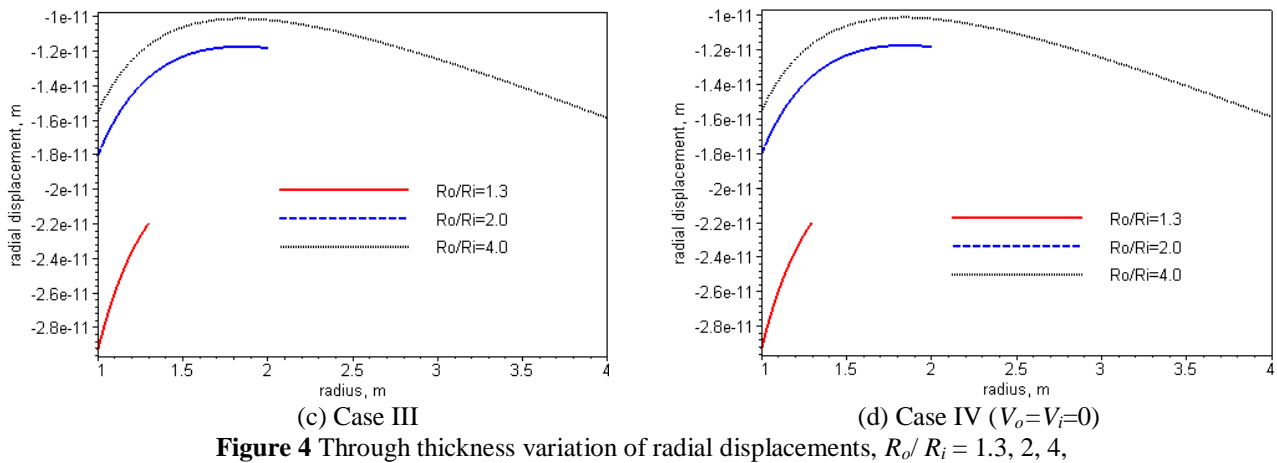 -1e-11
-1.2e-11
-1.4e-11
-1.6e-11
-1.8e-11
-2e-11
-2.2e-11
-2.4e-11
-2.6e-11
-2.8e-11
radial displacement, m
Ro/Ri=1.3
Ro/Ri=2.0
Ro/Ri=4.0
1 1.5 2 2.5 3 3.5 4
radius, m
(c) Case III
-1e-11
-1.2e-11
-1.4e-11
-1.6e-11
-1.8e-11
-2e-11
-2.2e-11
-2.4e-11
-2.6e-11
-2.8e-11
radial displacement, m
Ro/Ri=1.3
Ro/Ri=2.0
Ro/Ri=4.0
1 1.5 2 2.5 3 3.5 4
radius, m
(d) Case IV (Vo=Vi=0)
Figure 4 Through thickness variation of radial displacements, Ro/ Ri = 1.3, 2, 4,